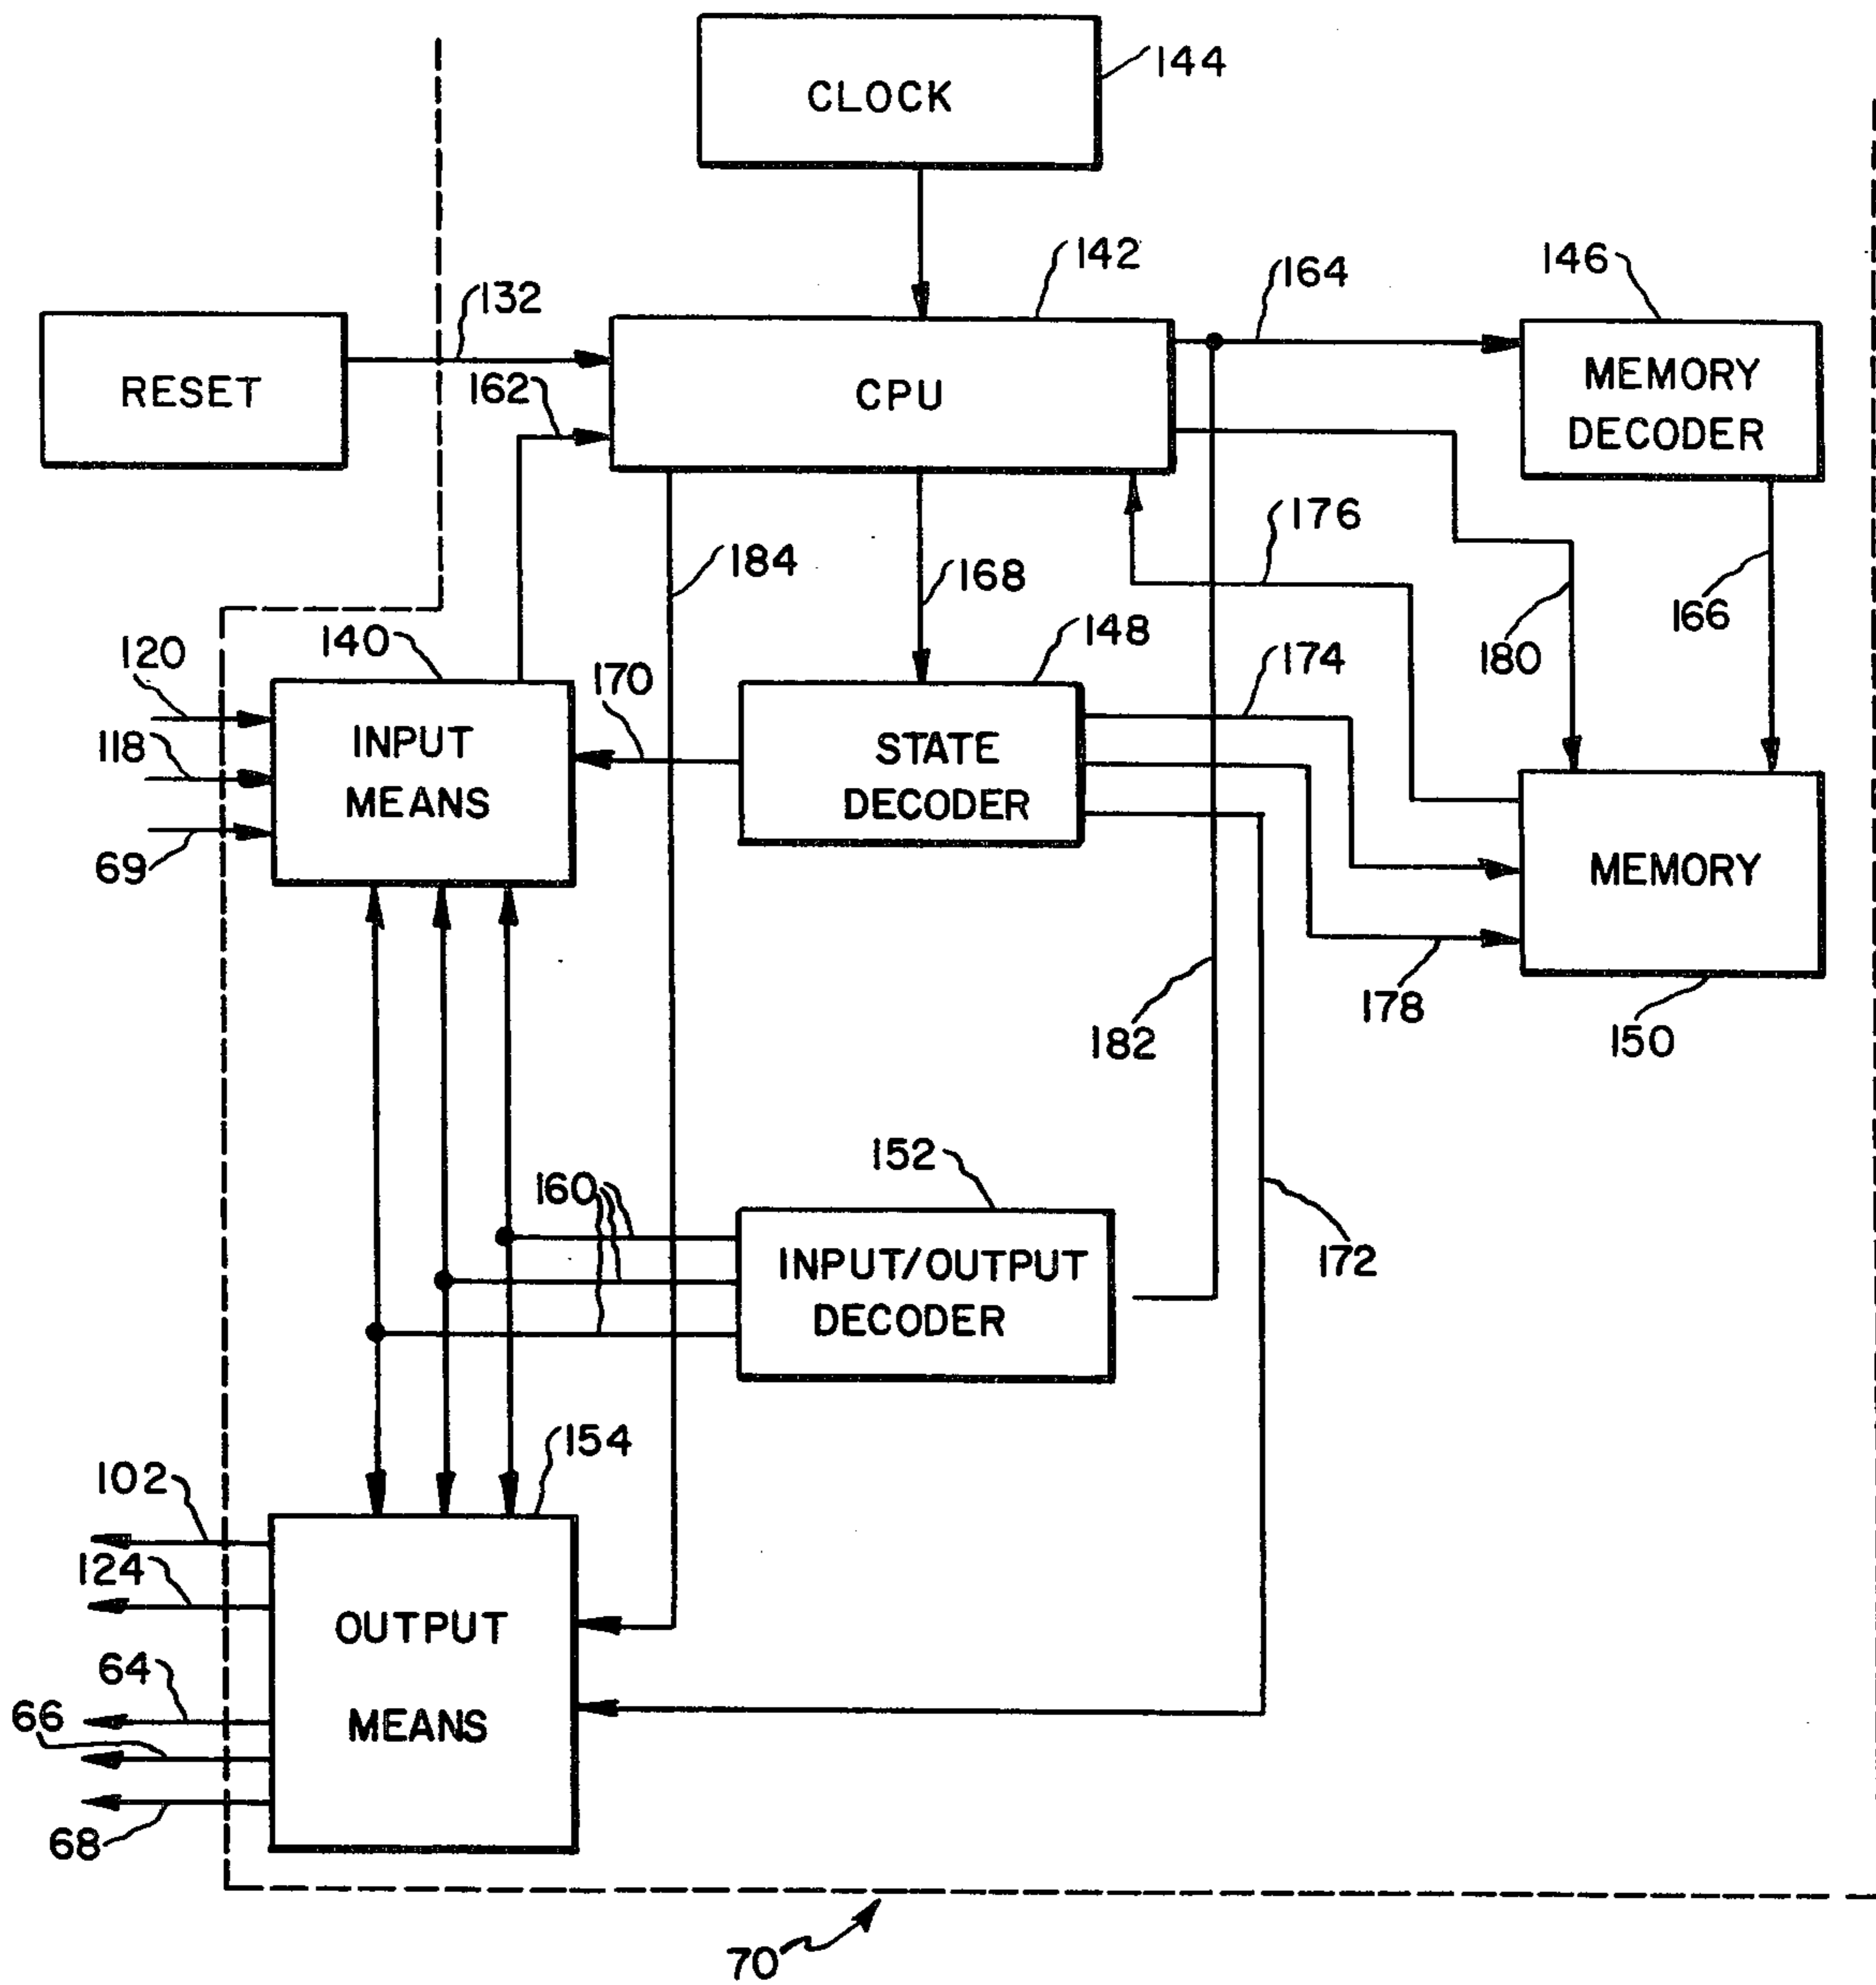 CLOCK
144
132
142
164
146
RESET
162
CPU
MEMORY
DECODER
184
168
176
180
166
120
140
170
148
174
118
INPUT
MEANS
STATE
DECODER
69
MEMORY
182
178
150
152
160
INPUT/OUTPUT
DECODER
172
154
102
124
OUTPUT
MEANS
64
66
68
70